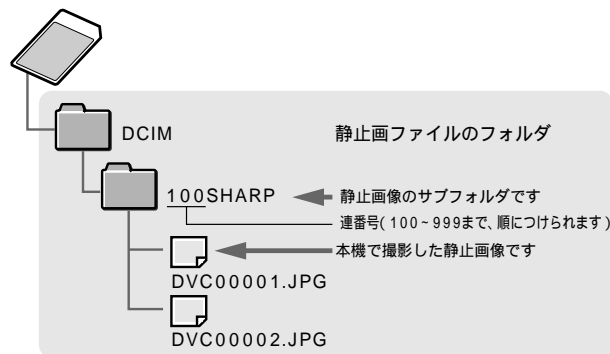 DCIM 静止画ファイルのフォルダ
100SHARP 静止画像のサブフォルダです
連番号(100~999まで、順につけられます)
本機で撮影した静止画像です
DVC00001.JPG
DVC00002.JPG